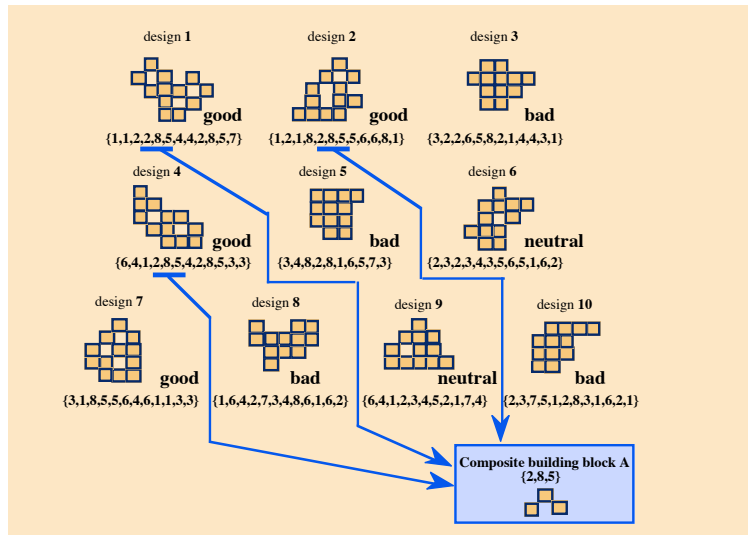 design 1
design 2
design 3
good
good
bad
{1,1,2,2,8,5,4,4,2,8,5,7}
{1,2,1,8,2,8,5,5,6,6,8,1}
{3,2,2,6,5,8,2,1,4,4,3,1}
design 4
design 5
design 6
good
bad
neutral
{6,4,1,2,8,5,4,2,8,5,3,3}
{3,4,8,2,8,1,6,5,7,3}
{2,3,2,3,4,3,5,6,5,1,6,2}
design 7
design 8
design 9
design 10
good
bad
neutral
bad
{3,1,8,5,5,6,4,6,1,1,3,3}
{1,6,4,2,7,3,4,8,6,1,6,2}
{6,4,1,2,3,4,5,2,1,7,4}
{2,3,7,5,1,2,8,3,1,6,2,1}
Composite building block A
{2,8,5}